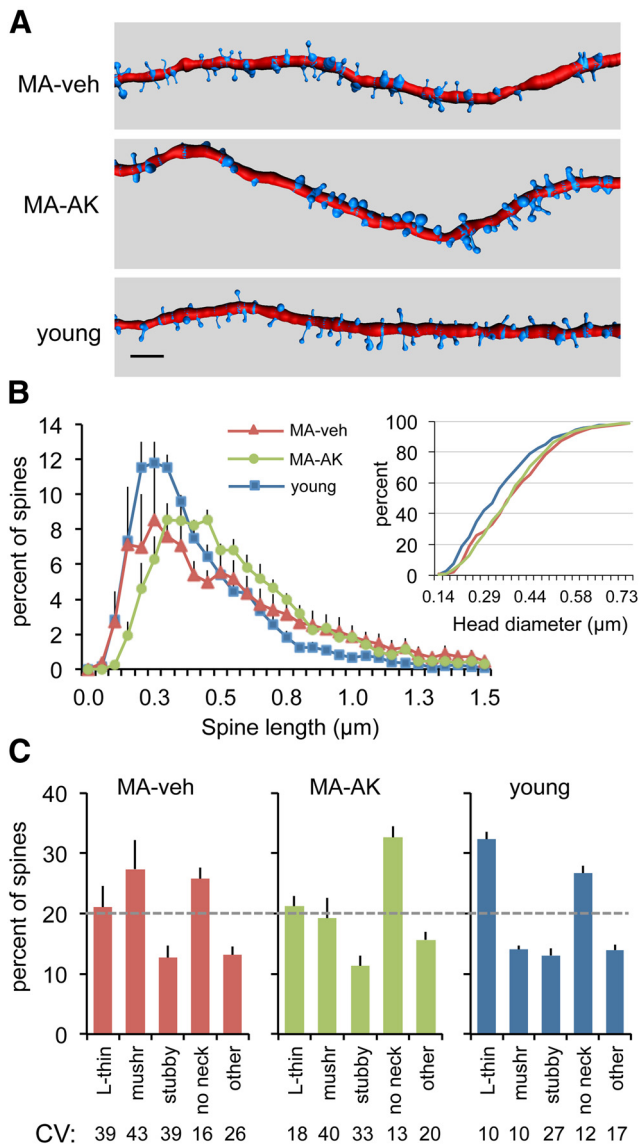 A
MA-veh
MA-AK
young
B
14
12
10
8
6
4
2
0
percent of spines
MA-veh
MA-AK
young
0.0 0.3 0.5 0.8 1.0 1.3 1.5
Spine length (µm)
100
80
60
40
20
0
percent
0.14 0.29 0.44 0.58 0.73
Head diameter (µm)
C
MA-veh MA-AK young
40
30
20
10
0
percent of spines
L-thin mushr stubby no neck other
L-thin mushr stubby no neck other
L-thin mushr stubby no neck other
CV: 39 43 39 16 26 18 40 33 13 20 10 10 27 12 17